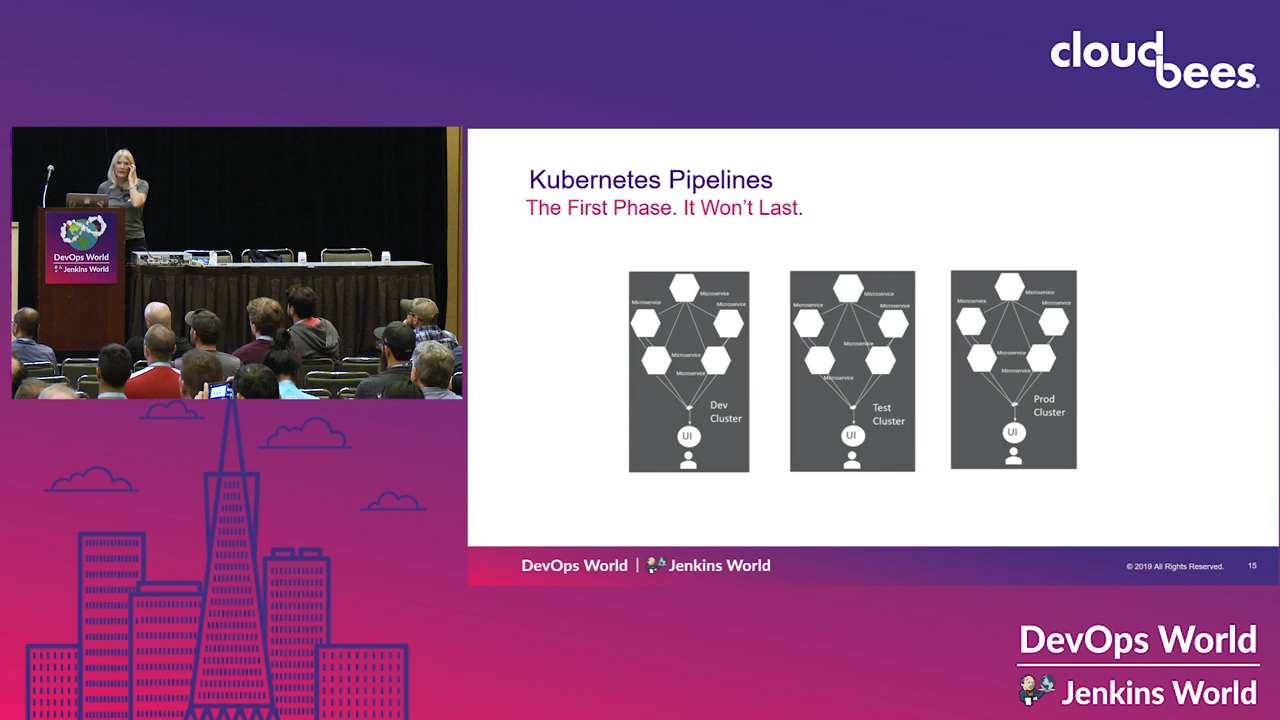 cloudbees
DevOps World
Jenkins World
Kubernetes Pipelines
The First Phase. It Won't Last.
Microservice
Microservice
Microservice
Microservice
Microservice
Dev
Cluster
UI
Microservice
Microservice
Microservice
Microservice
Microservice
Test
Cluster
UI
Microservice
Microservice
Microservice
Microservice
Microservice
Prod
Cluster
UI
DevOps World | Jenkins World
© 2019 All Rights Reserved. 15
DevOps World
Jenkins World